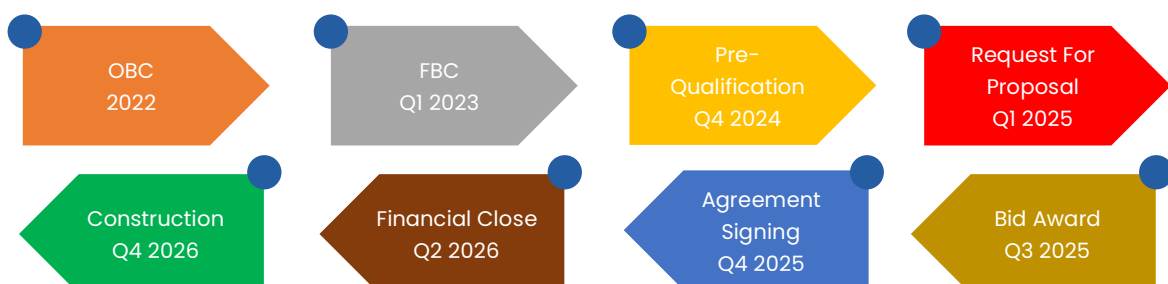 OBC
2022
FBC
Q1 2023
Pre-
Qualification
Q4 2024
Request For
Proposal
Q1 2025
Construction
Q4 2026
Financial Close
Q2 2026
Agreement
Signing
Q4 2025
Bid Award
Q3 2025